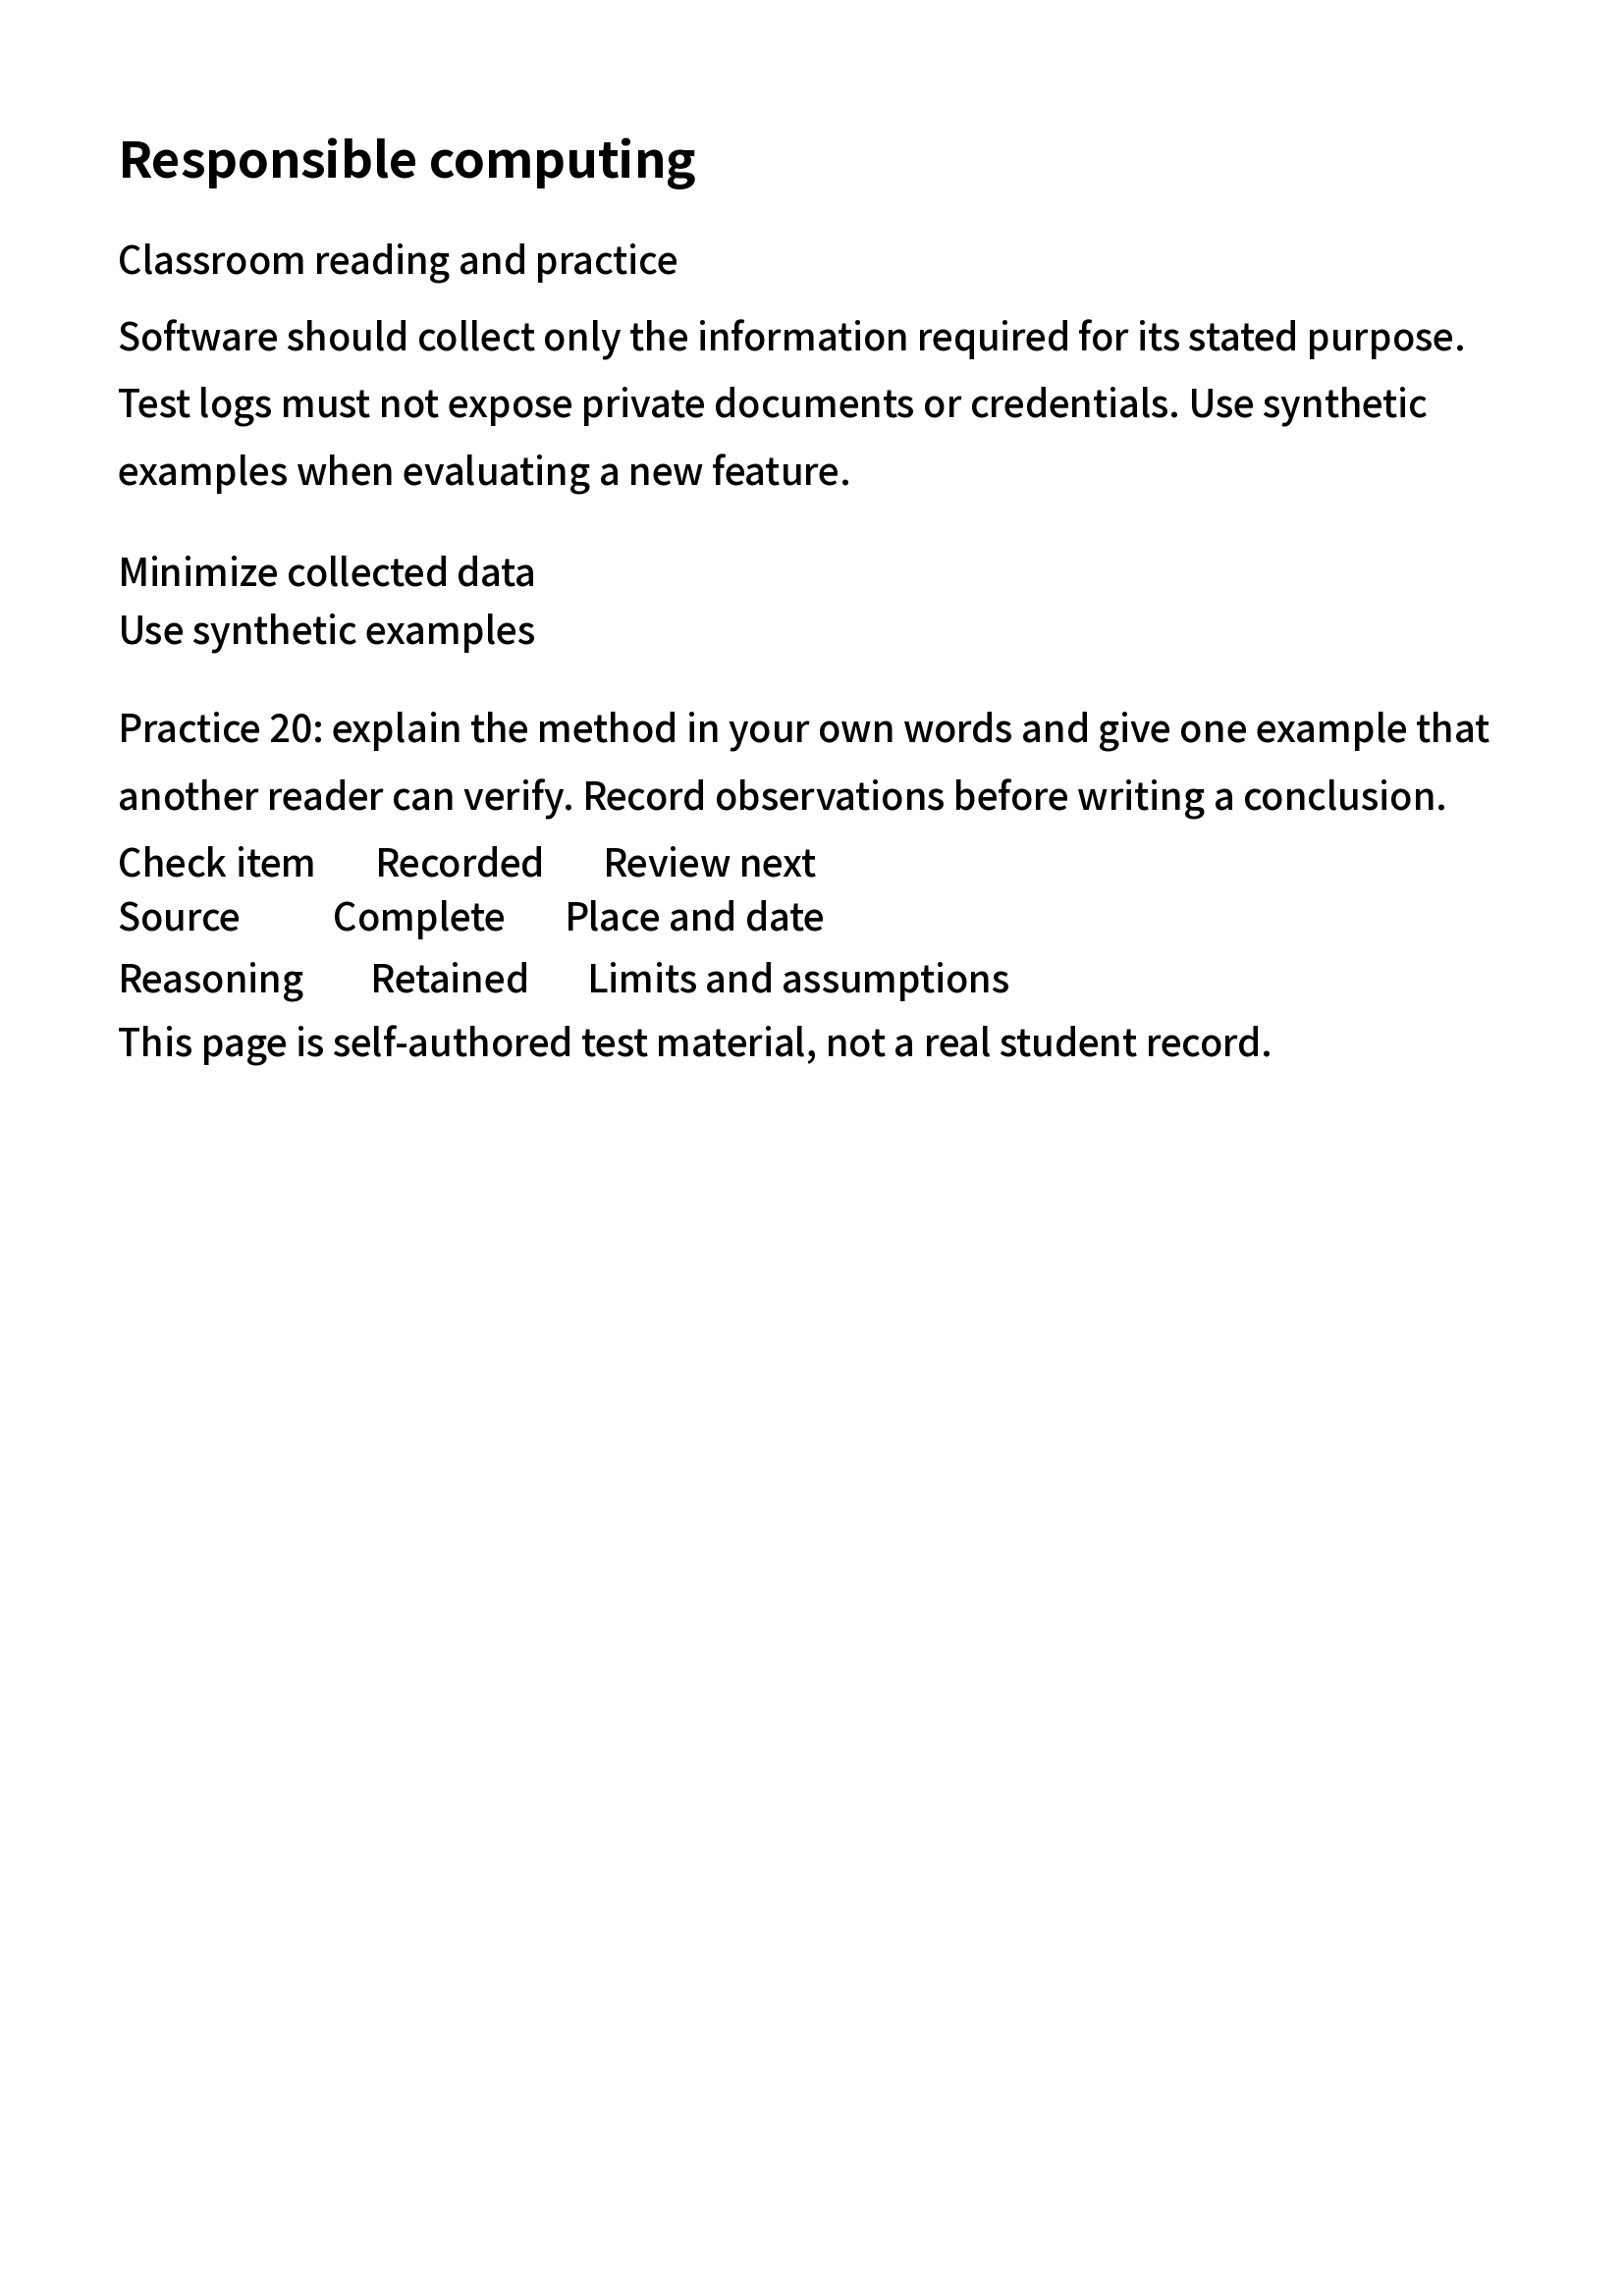 Responsible computing
Classroom reading and practice
Software should collect only the information required for its stated purpose.
Test logs must not expose private documents or credentials. Use synthetic
examples when evaluating a new feature.
Minimize collected data
Use synthetic examples
Practice 20: explain the method in your own words and give one example that
another reader can verify. Record observations before writing a conclusion.
Check item Recorded Review next
Source Complete Place and date
Reasoning Retained Limits and assumptions
This page is self-authored test material, not a real student record.